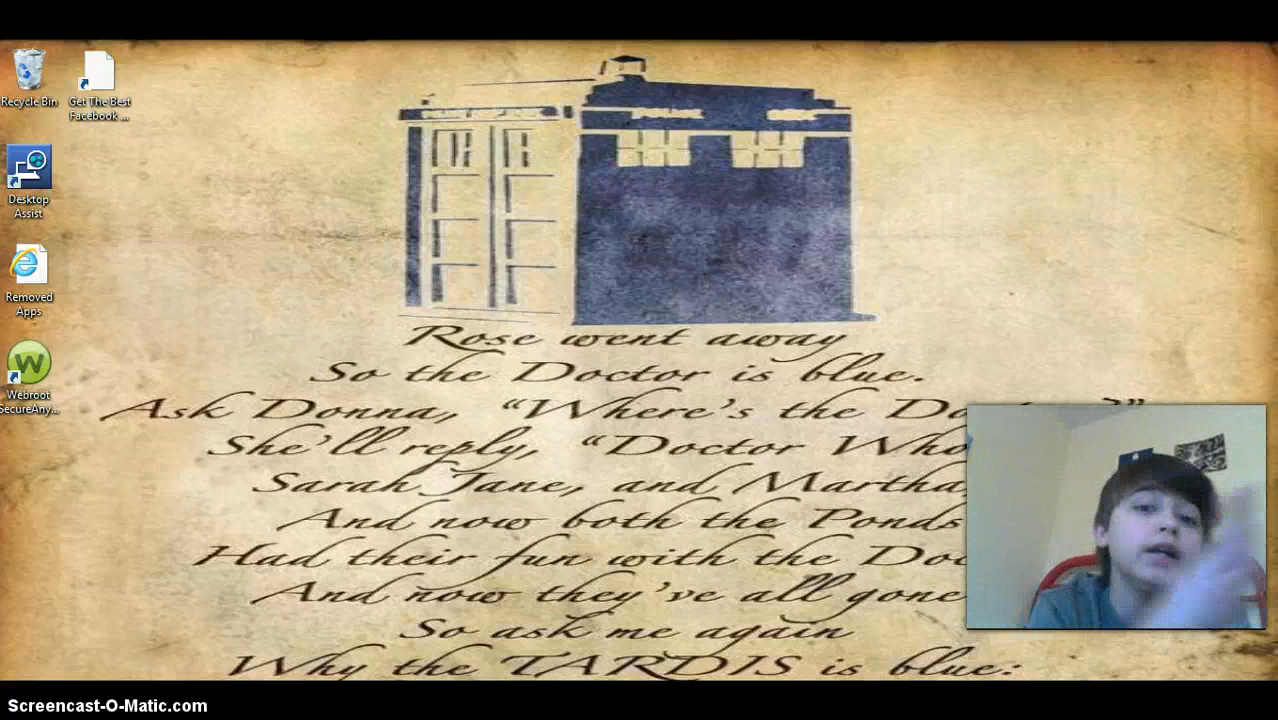 Recycle Bin
Get The Best
Facebook ...
Desktop
Assist
Removed
Apps
Webroot
SecureAny...
Rose went away
So the Doctor is blue.
Ask Donna, “Where's the
She'll reply, “Doctor Who
Sarah Jane, and Martha,
And now both the Ponds
Had their fun with the
And now they've all gone
So ask me again
Why the TARDIS is blue:
Screencast-O-Matic.com